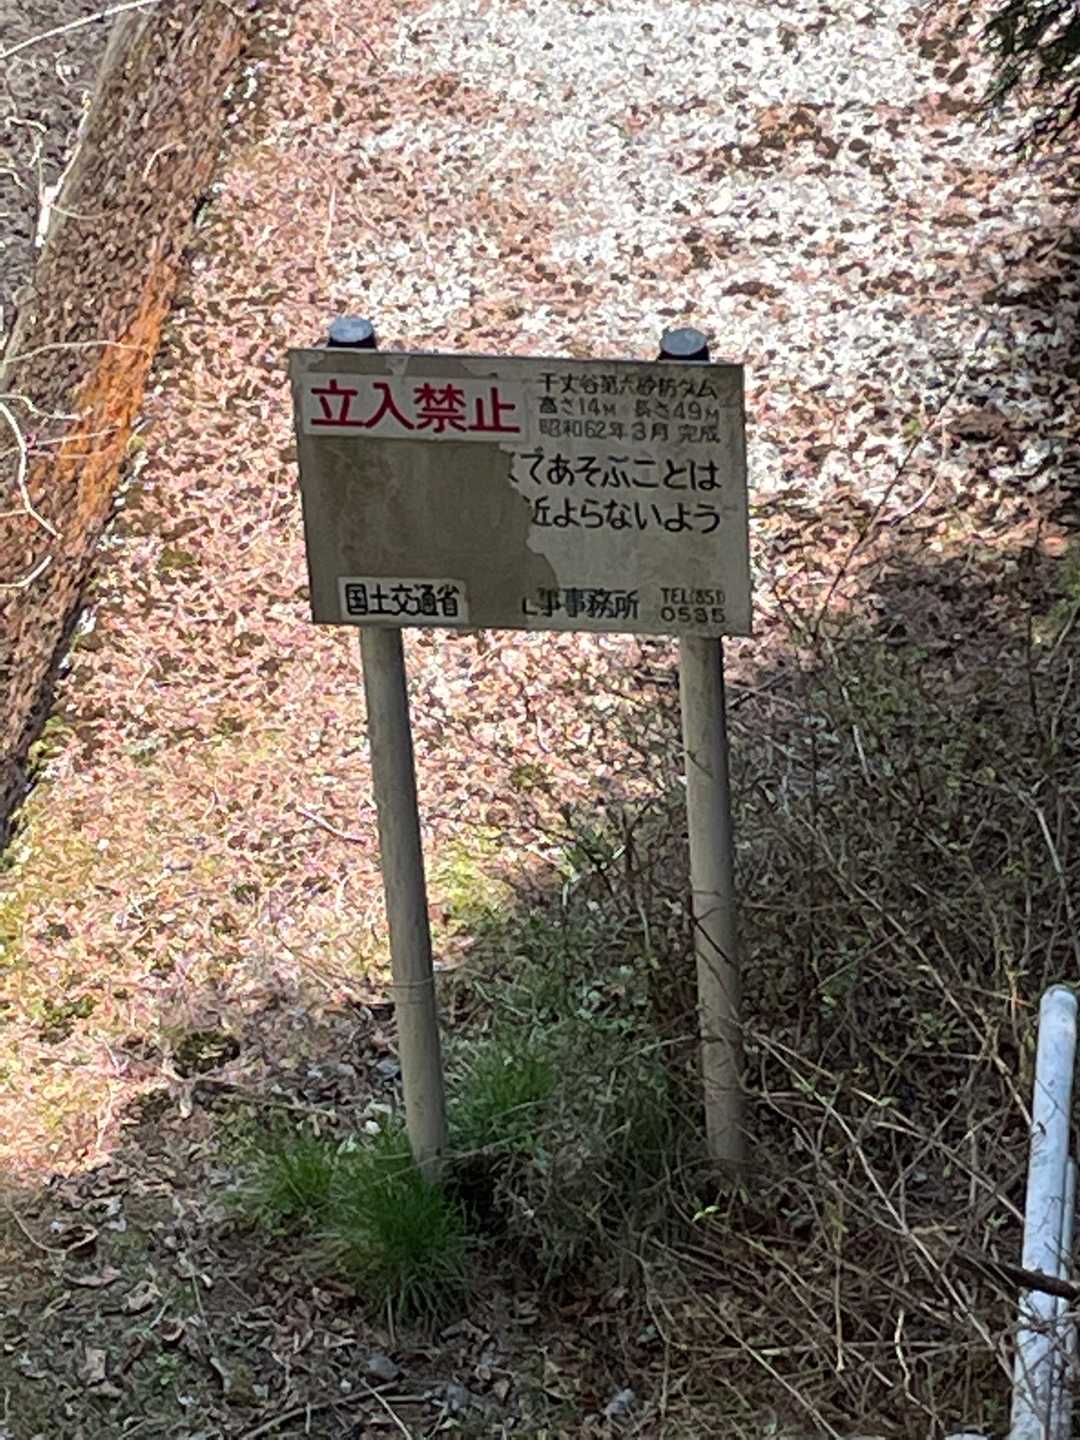 立入禁止
千丈谷第六砂防ダム
高さ14M 長さ49M
昭和62年3月 完成
であそぶことは
近よらないよう
国土交通省
事事務所
TEL(851)
0535